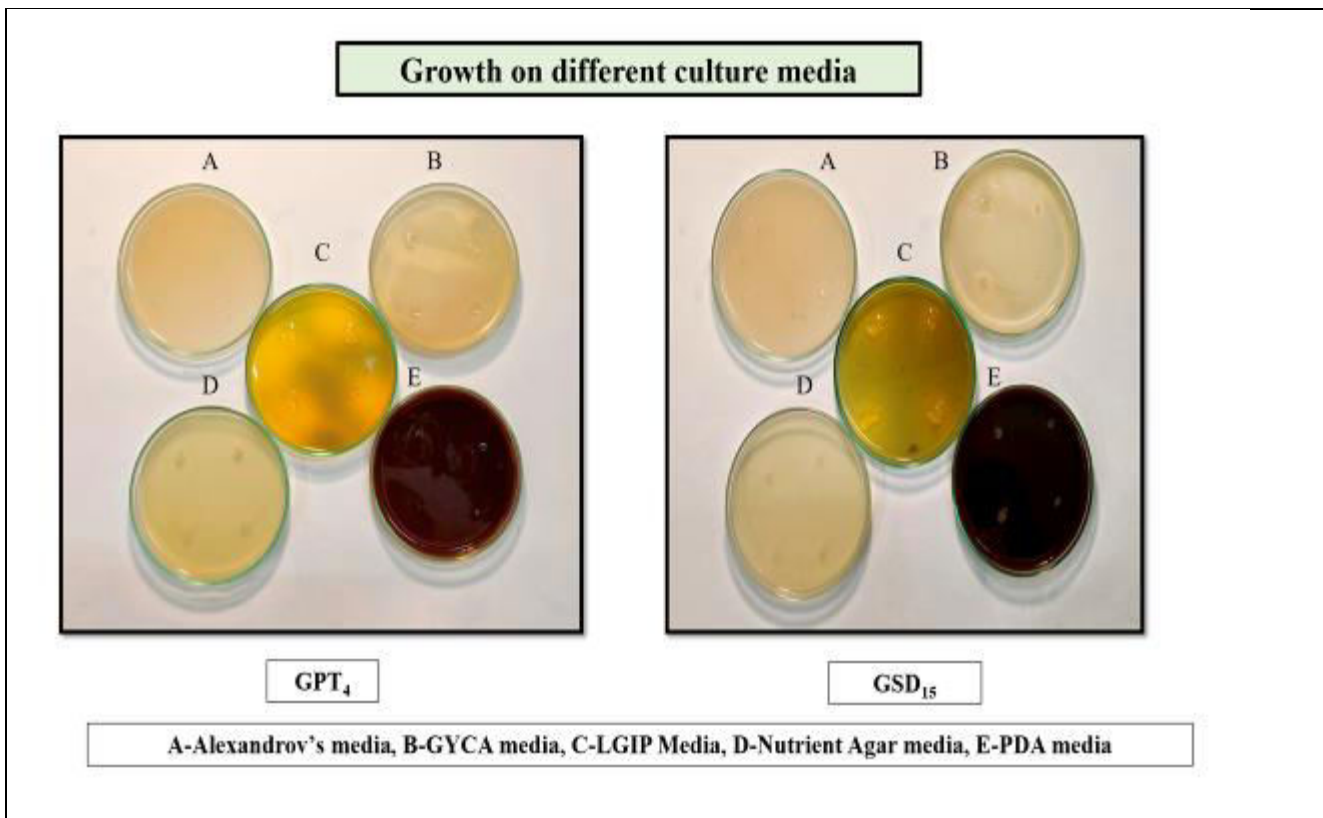 Growth on different culture media
A
B
C
D
E
A
B
C
D
E
GPT₄
GSD₁₅
A-Alexandrov's media, B-GYCA media, C-LGIP Media, D-Nutrient Agar media, E-PDA media